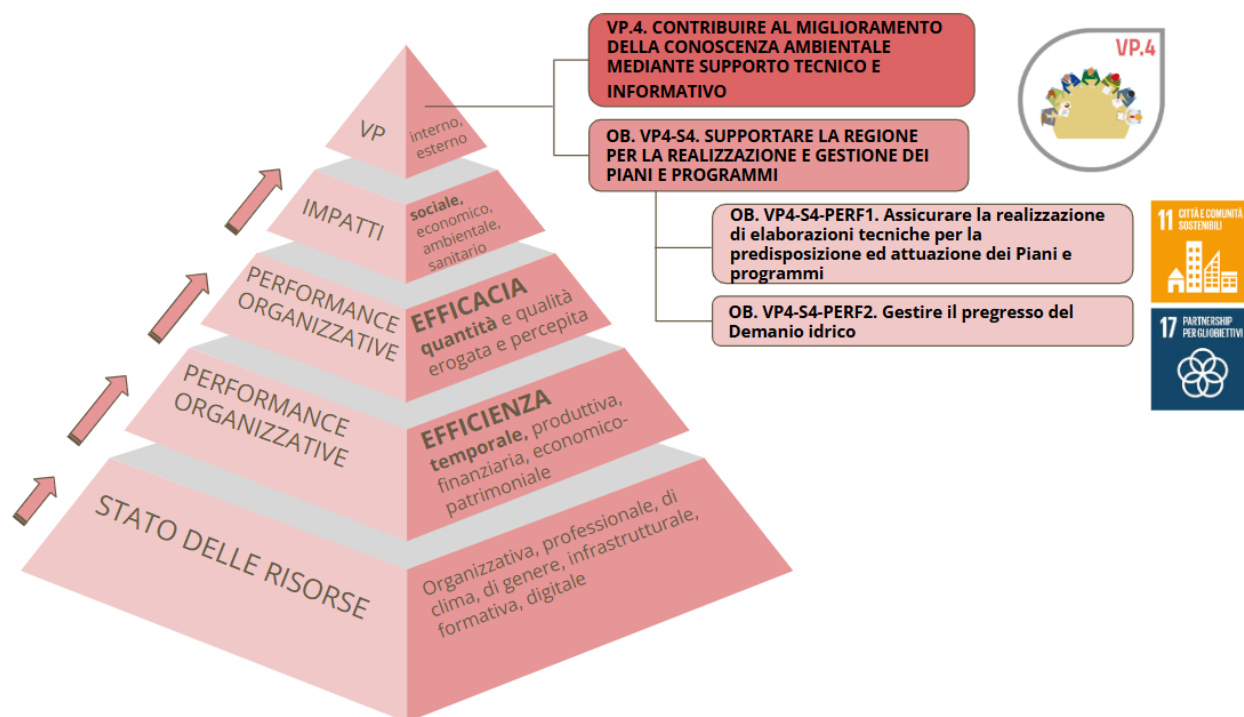 VP.4. CONTRIBUIRE AL MIGLIORAMENTO
DELLA CONOSCENZA AMBIENTALE
MEDIANTE SUPPORTO TECNICO E
INFORMATIVO
VP.4
OB. VP4-S4. SUPPORTARE LA REGIONE
PER LA REALIZZAZIONE E GESTIONE DEI
PIANI E PROGRAMMI
OB. VP4-S4-PERF1. Assicurare la realizzazione
di elaborazioni tecniche per la
predisposizione ed attuazione dei Piani e
programmi
OB. VP4-S4-PERF2. Gestire il pregresso del
Demanio idrico
11 CITTÀ E COMUNITÀ
SOSTENIBILI
17 PARTNERSHIP
PER GLI OBIETTIVI
VP
interno,
esterno
IMPATTI
sociale,
economico,
ambientale,
sanitario
PERFORMANCE
ORGANIZZATIVE
EFFICACIA
quantità e qualità
erogata e percepita
PERFORMANCE
ORGANIZZATIVE
EFFICIENZA
temporale, produttiva,
finanziaria, economico-
patrimoniale
STATO DELLE RISORSE
Organizzativa, professionale, di
clima, di genere, infrastrutturale,
formativa, digitale